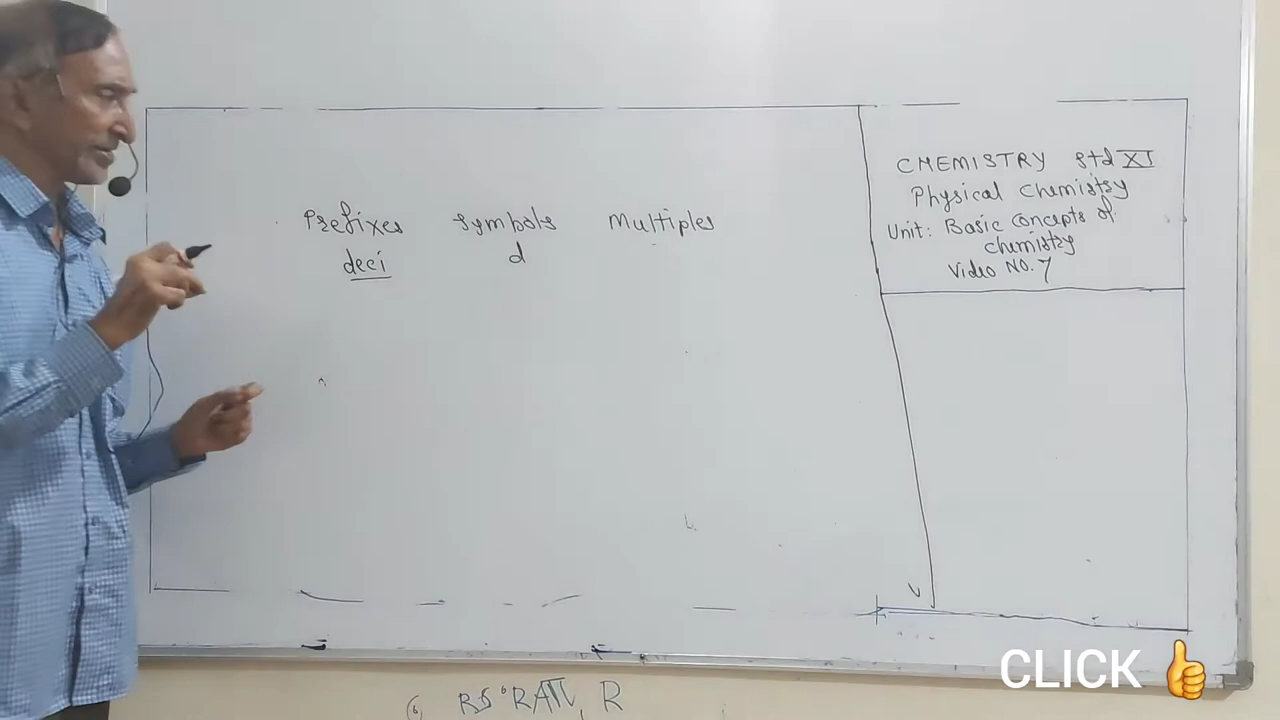 Prefixes symbols Multiples
deci d
CHEMISTRY std XI
Physical Chemistry
Unit: Basic Concepts of
chemistry
Video NO. 7
CLICK 👍